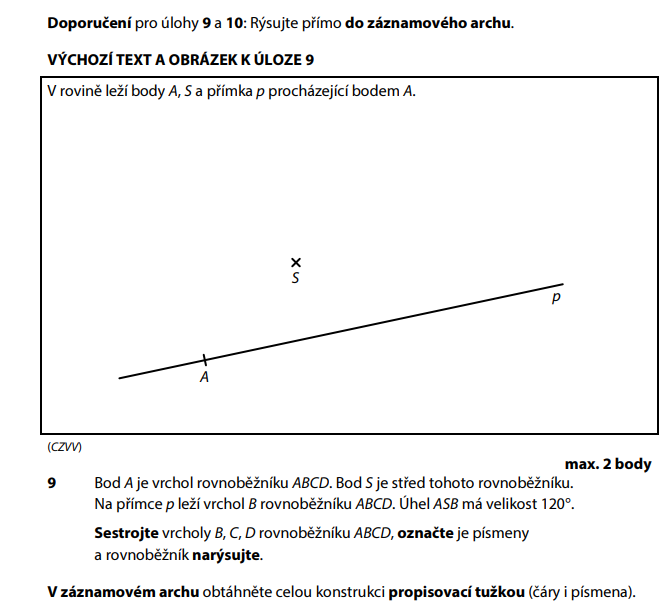 Doporučení pro úlohy 9 a 10: Rýsujte přímo do záznamového archu.
VÝCHOZÍ TEXT A OBRÁZEK K ÚLOZE 9
V rovině leží body A, S a přímka p procházející bodem A.
S
p
A
(CZVV)
max. 2 body
9 Bod A je vrchol rovnoběžníku ABCD. Bod S je střed tohoto rovnoběžníku.
Na přímce p leží vrchol B rovnoběžníku ABCD. Úhel ASB má velikost 120°.
Sestrojte vrcholy B, C, D rovnoběžníku ABCD, označte je písmeny
a rovnoběžník narýsujte.
V záznamovém archu obtáhněte celou konstrukci propisovací tužkou (čáry i písmena).